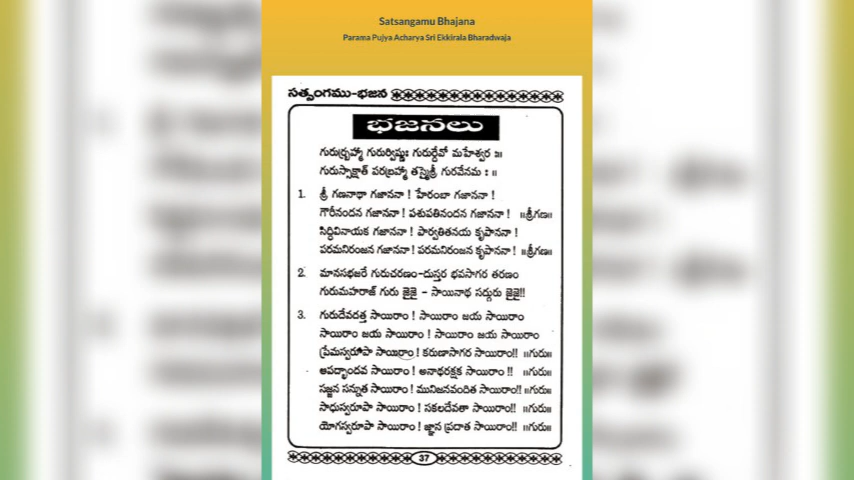 Satsangamu Bhajana
Parama Pujya Acharya Sri Ekkirala Bharadwaja
సత్సంగము-భజన
భజనలు
గురుర్బ్రహ్మా గురుర్విష్ణుః గురుర్దేవో మహేశ్వర ః॥
గురుస్సాక్షాత్ పరబ్రహ్మా తస్మైశ్రీ గురవేనమ ః ॥
1. శ్రీ గణనాథా గజాననా ! హేరంబా గజాననా !
గౌరీనందన గజాననా ! పశుపతినందన గజాననా ! ॥శ్రీగణ॥
సిద్ధివినాయక గజాననా ! పార్వతితనయ కృపాననా !
పరమనిరంజన గజాననా ! పరమనిరంజన కృపాననా ! ॥శ్రీగణ॥
2. మానసభజరే గురుచరణం-దుస్తర భవసాగర తరణం
గురుమహరాజ్ గురు జైజై - సాయినాథ సద్గురు జైజై!!
3. గురుదేవదత్త సాయిరాం ! సాయిరాం జయ సాయిరాం
సాయిరాం జయ సాయిరాం ! సాయిరాం జయ సాయిరాం
ప్రేమస్వరూపా సాయిరాం ! కరుణాసాగర సాయిరాం!! ॥గురు॥
ఆపద్బాందవ సాయిరాం ! అనాథరక్షక సాయిరాం !! ॥గురు॥
సజ్జన సన్నుత సాయిరాం ! మునిజనవందిత సాయిరాం!! ॥గురు॥
సాధుస్వరూపా సాయిరాం ! సకలదేవతా సాయిరాం!! ॥గురు॥
యోగస్వరూపా సాయిరాం ! జ్ఞాన ప్రదాత సాయిరాం!! ॥గురు॥
37